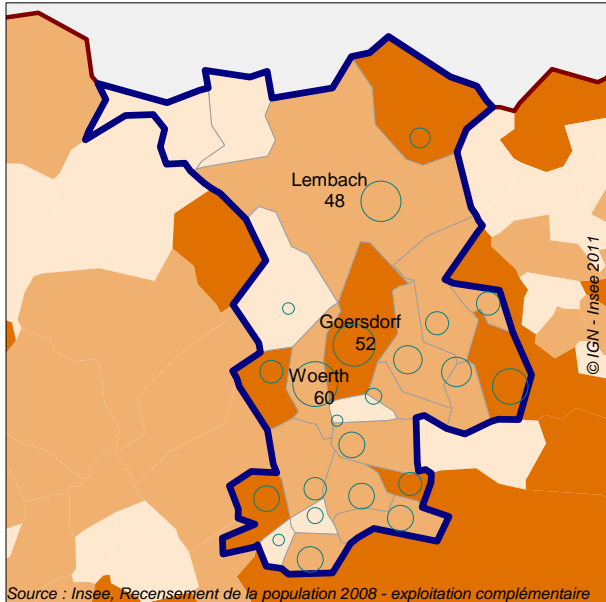 Lembach
48
Goersdorf
52
Woerth
60
© IGN - Insee 2011
Source : Insee, Recensement de la population 2008 - exploitation complémentaire